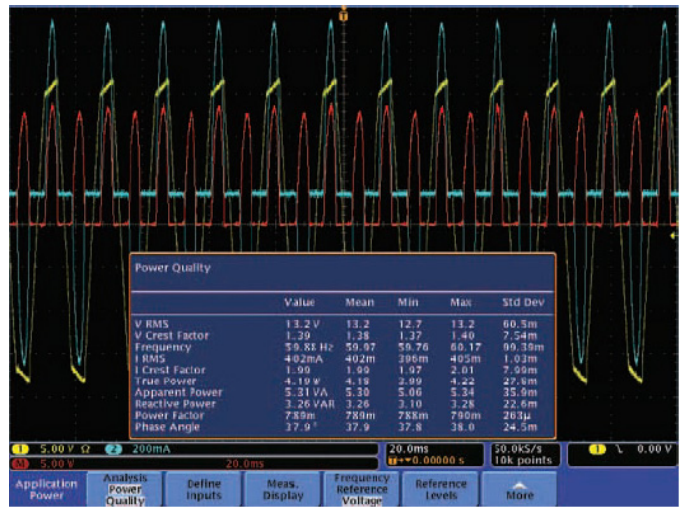 T
Power Quality
Value Mean Min Max Std Dev
V RMS 13.2 V 13.2 12.7 13.2 60.5m
V Crest Factor 1.39 1.38 1.37 1.40 7.54m
Frequency 59.88 Hz 59.97 59.76 60.17 99.39m
I RMS 402mA 402m 396m 405m 1.03m
I Crest Factor 1.99 1.99 1.97 2.01 7.99m
True Power 4.19 W 4.18 3.99 4.22 27.8m
Apparent Power 5.31 VA 5.30 5.06 5.34 35.9m
Reactive Power 3.26 VAR 3.26 3.10 3.28 22.6m
Power Factor 789m 789m 788m 790m 263µ
Phase Angle 37.9 ° 37.9 37.8 38.0 24.5m
1 5.00 V Ω 2 200mA 20.0ms 50.0kS/s 1 0.00 V
M 5.00 V 20.0ms T 0.00000 s 10k points
Application Power
Analysis Power Quality
Define Inputs
Meas. Display
Frequency Reference Voltage
Reference Levels
More